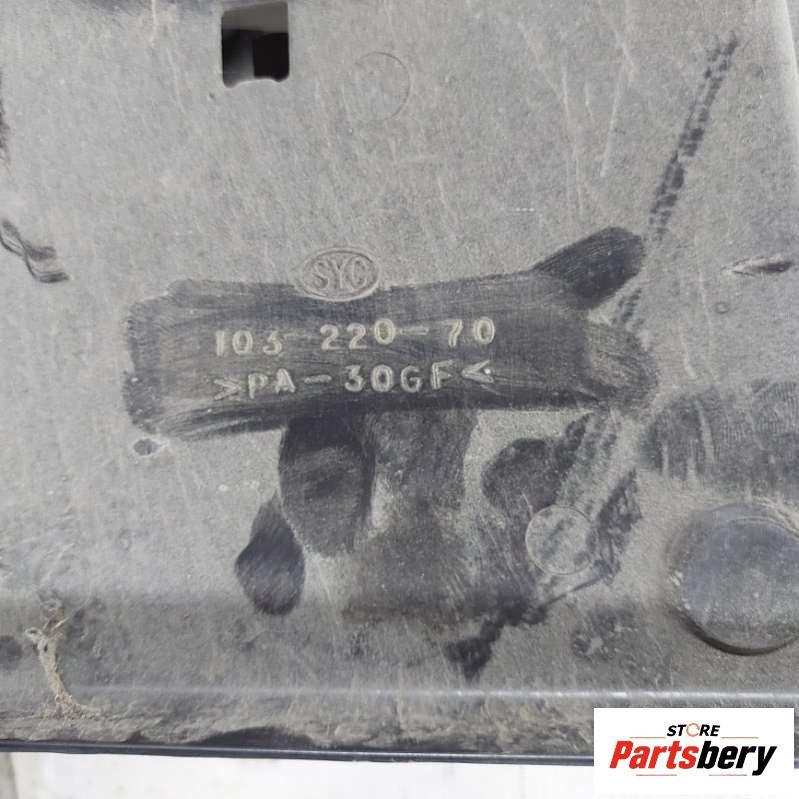 SYC
103-220-70
>PA-30GF<
STORE
Partsbery